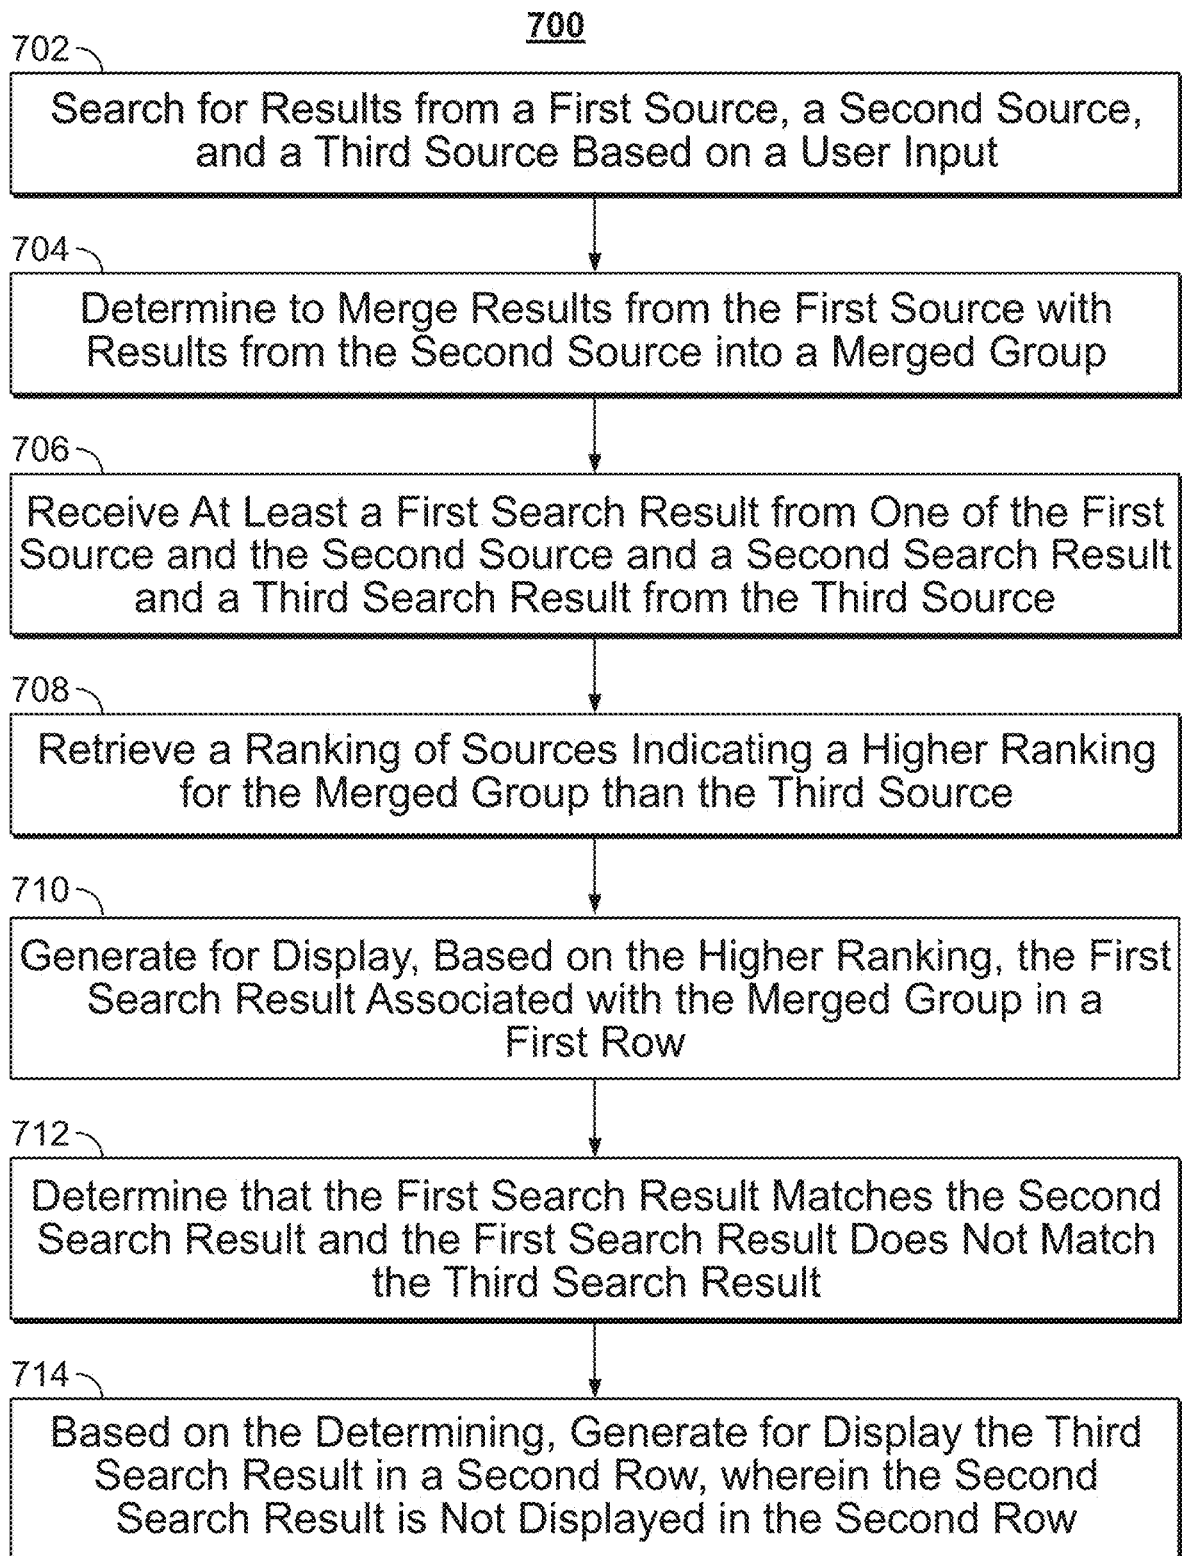 700
702
Search for Results from a First Source, a Second Source,
and a Third Source Based on a User Input
704
Determine to Merge Results from the First Source with
Results from the Second Source into a Merged Group
706
Receive At Least a First Search Result from One of the First
Source and the Second Source and a Second Search Result
and a Third Search Result from the Third Source
708
Retrieve a Ranking of Sources Indicating a Higher Ranking
for the Merged Group than the Third Source
710
Generate for Display, Based on the Higher Ranking, the First
Search Result Associated with the Merged Group in a
First Row
712
Determine that the First Search Result Matches the Second
Search Result and the First Search Result Does Not Match
the Third Search Result
714
Based on the Determining, Generate for Display the Third
Search Result in a Second Row, wherein the Second
Search Result is Not Displayed in the Second Row